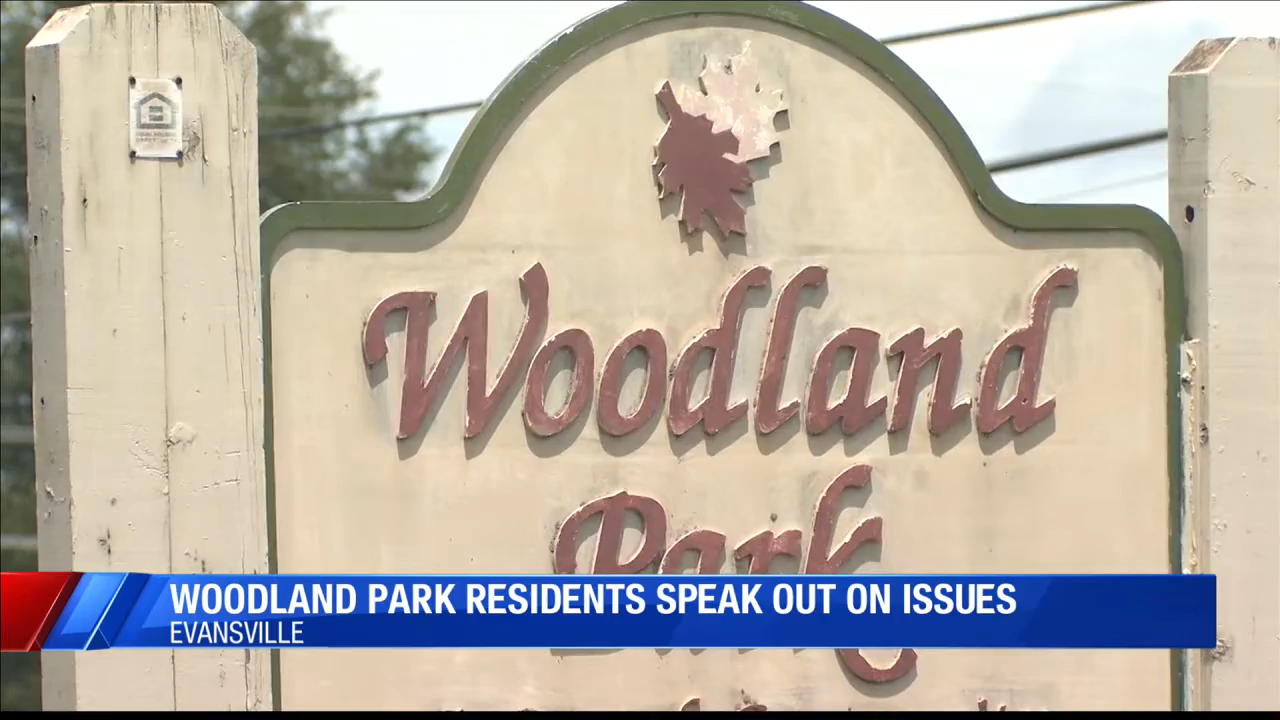 Woodland
Park
WOODLAND PARK RESIDENTS SPEAK OUT ON ISSUES
EVANSVILLE